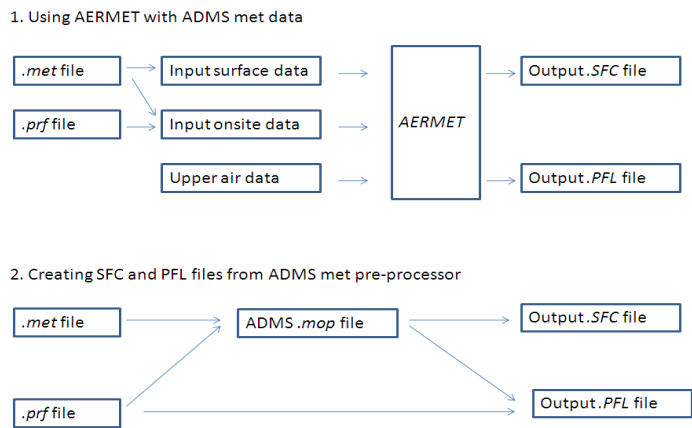 1. Using AERMET with ADMS met data
.met file
Input surface data
Output.SFC file
.prf file
Input onsite data
AERMET
Upper air data
Output.PFL file
2. Creating SFC and PFL files from ADMS met pre-processor
.met file
ADMS .mop file
Output.SFC file
.prf file
Output.PFL file